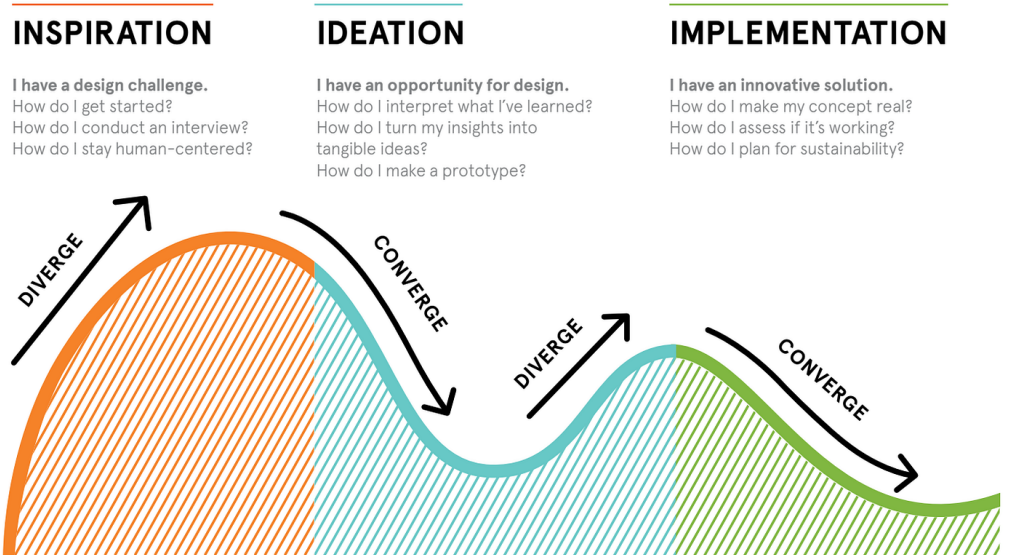 INSPIRATION
I have a design challenge.
How do I get started?
How do I conduct an interview?
How do I stay human-centered?
IDEATION
I have an opportunity for design.
How do I interpret what I've learned?
How do I turn my insights into
tangible ideas?
How do I make a prototype?
IMPLEMENTATION
I have an innovative solution.
How do I make my concept real?
How do I assess if it's working?
How do I plan for sustainability?
DIVERGE
CONVERGE
DIVERGE
CONVERGE